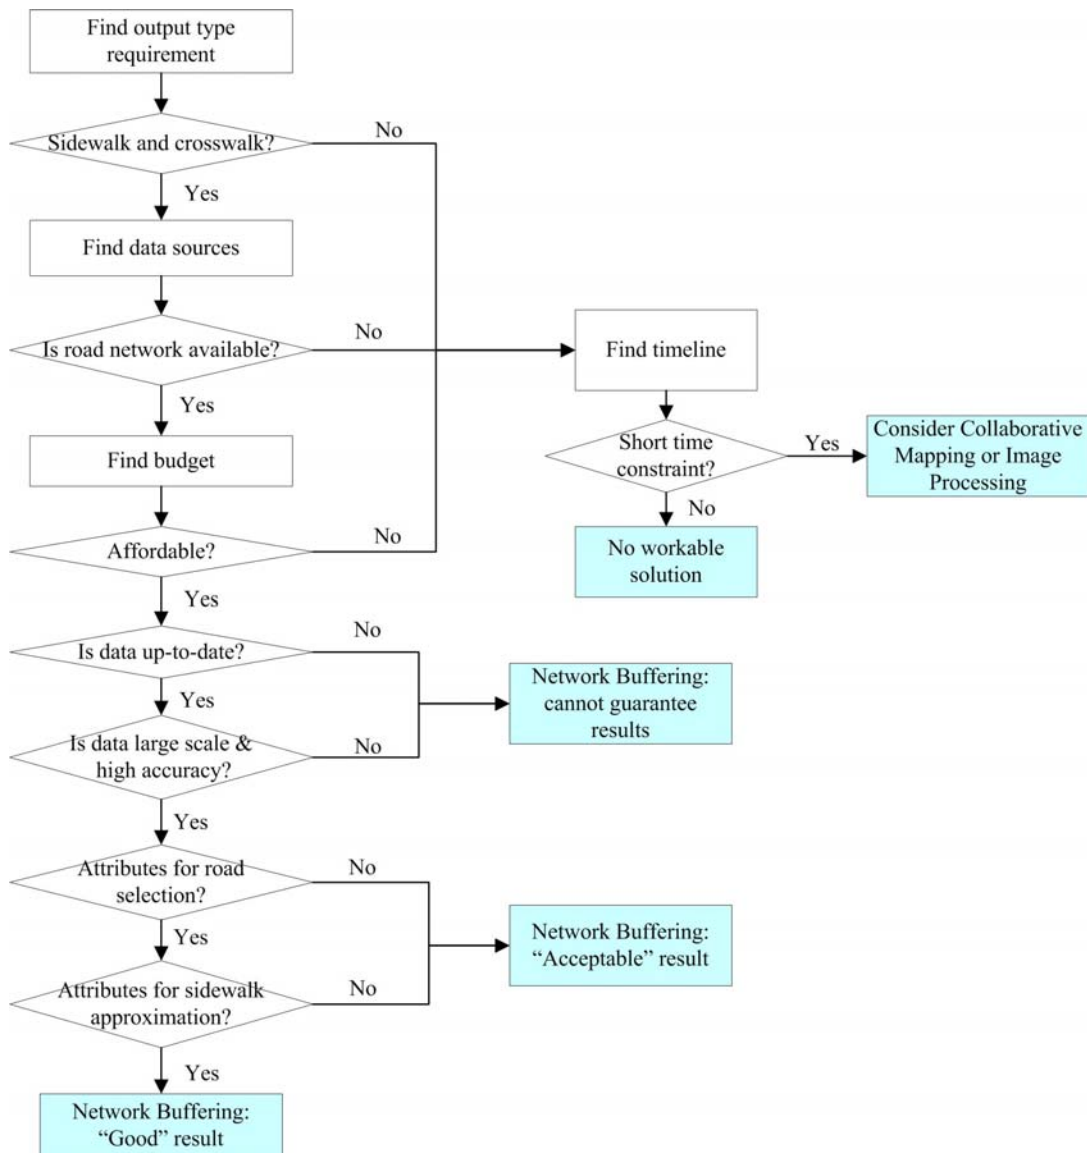 Find output type
requirement
Sidewalk and crosswalk?
No
Yes
Find data sources
Is road network available?
No
Yes
Find timeline
Find budget
Short time
constraint?
Yes
Consider Collaborative
Mapping or Image
Processing
No
No workable
solution
Affordable?
No
Yes
Is data up-to-date?
No
Yes
Network Buffering:
cannot guarantee
results
Is data large scale &
high accuracy?
No
Yes
Attributes for road
selection?
No
Yes
Network Buffering:
“Acceptable” result
Attributes for sidewalk
approximation?
No
Yes
Network Buffering:
“Good” result